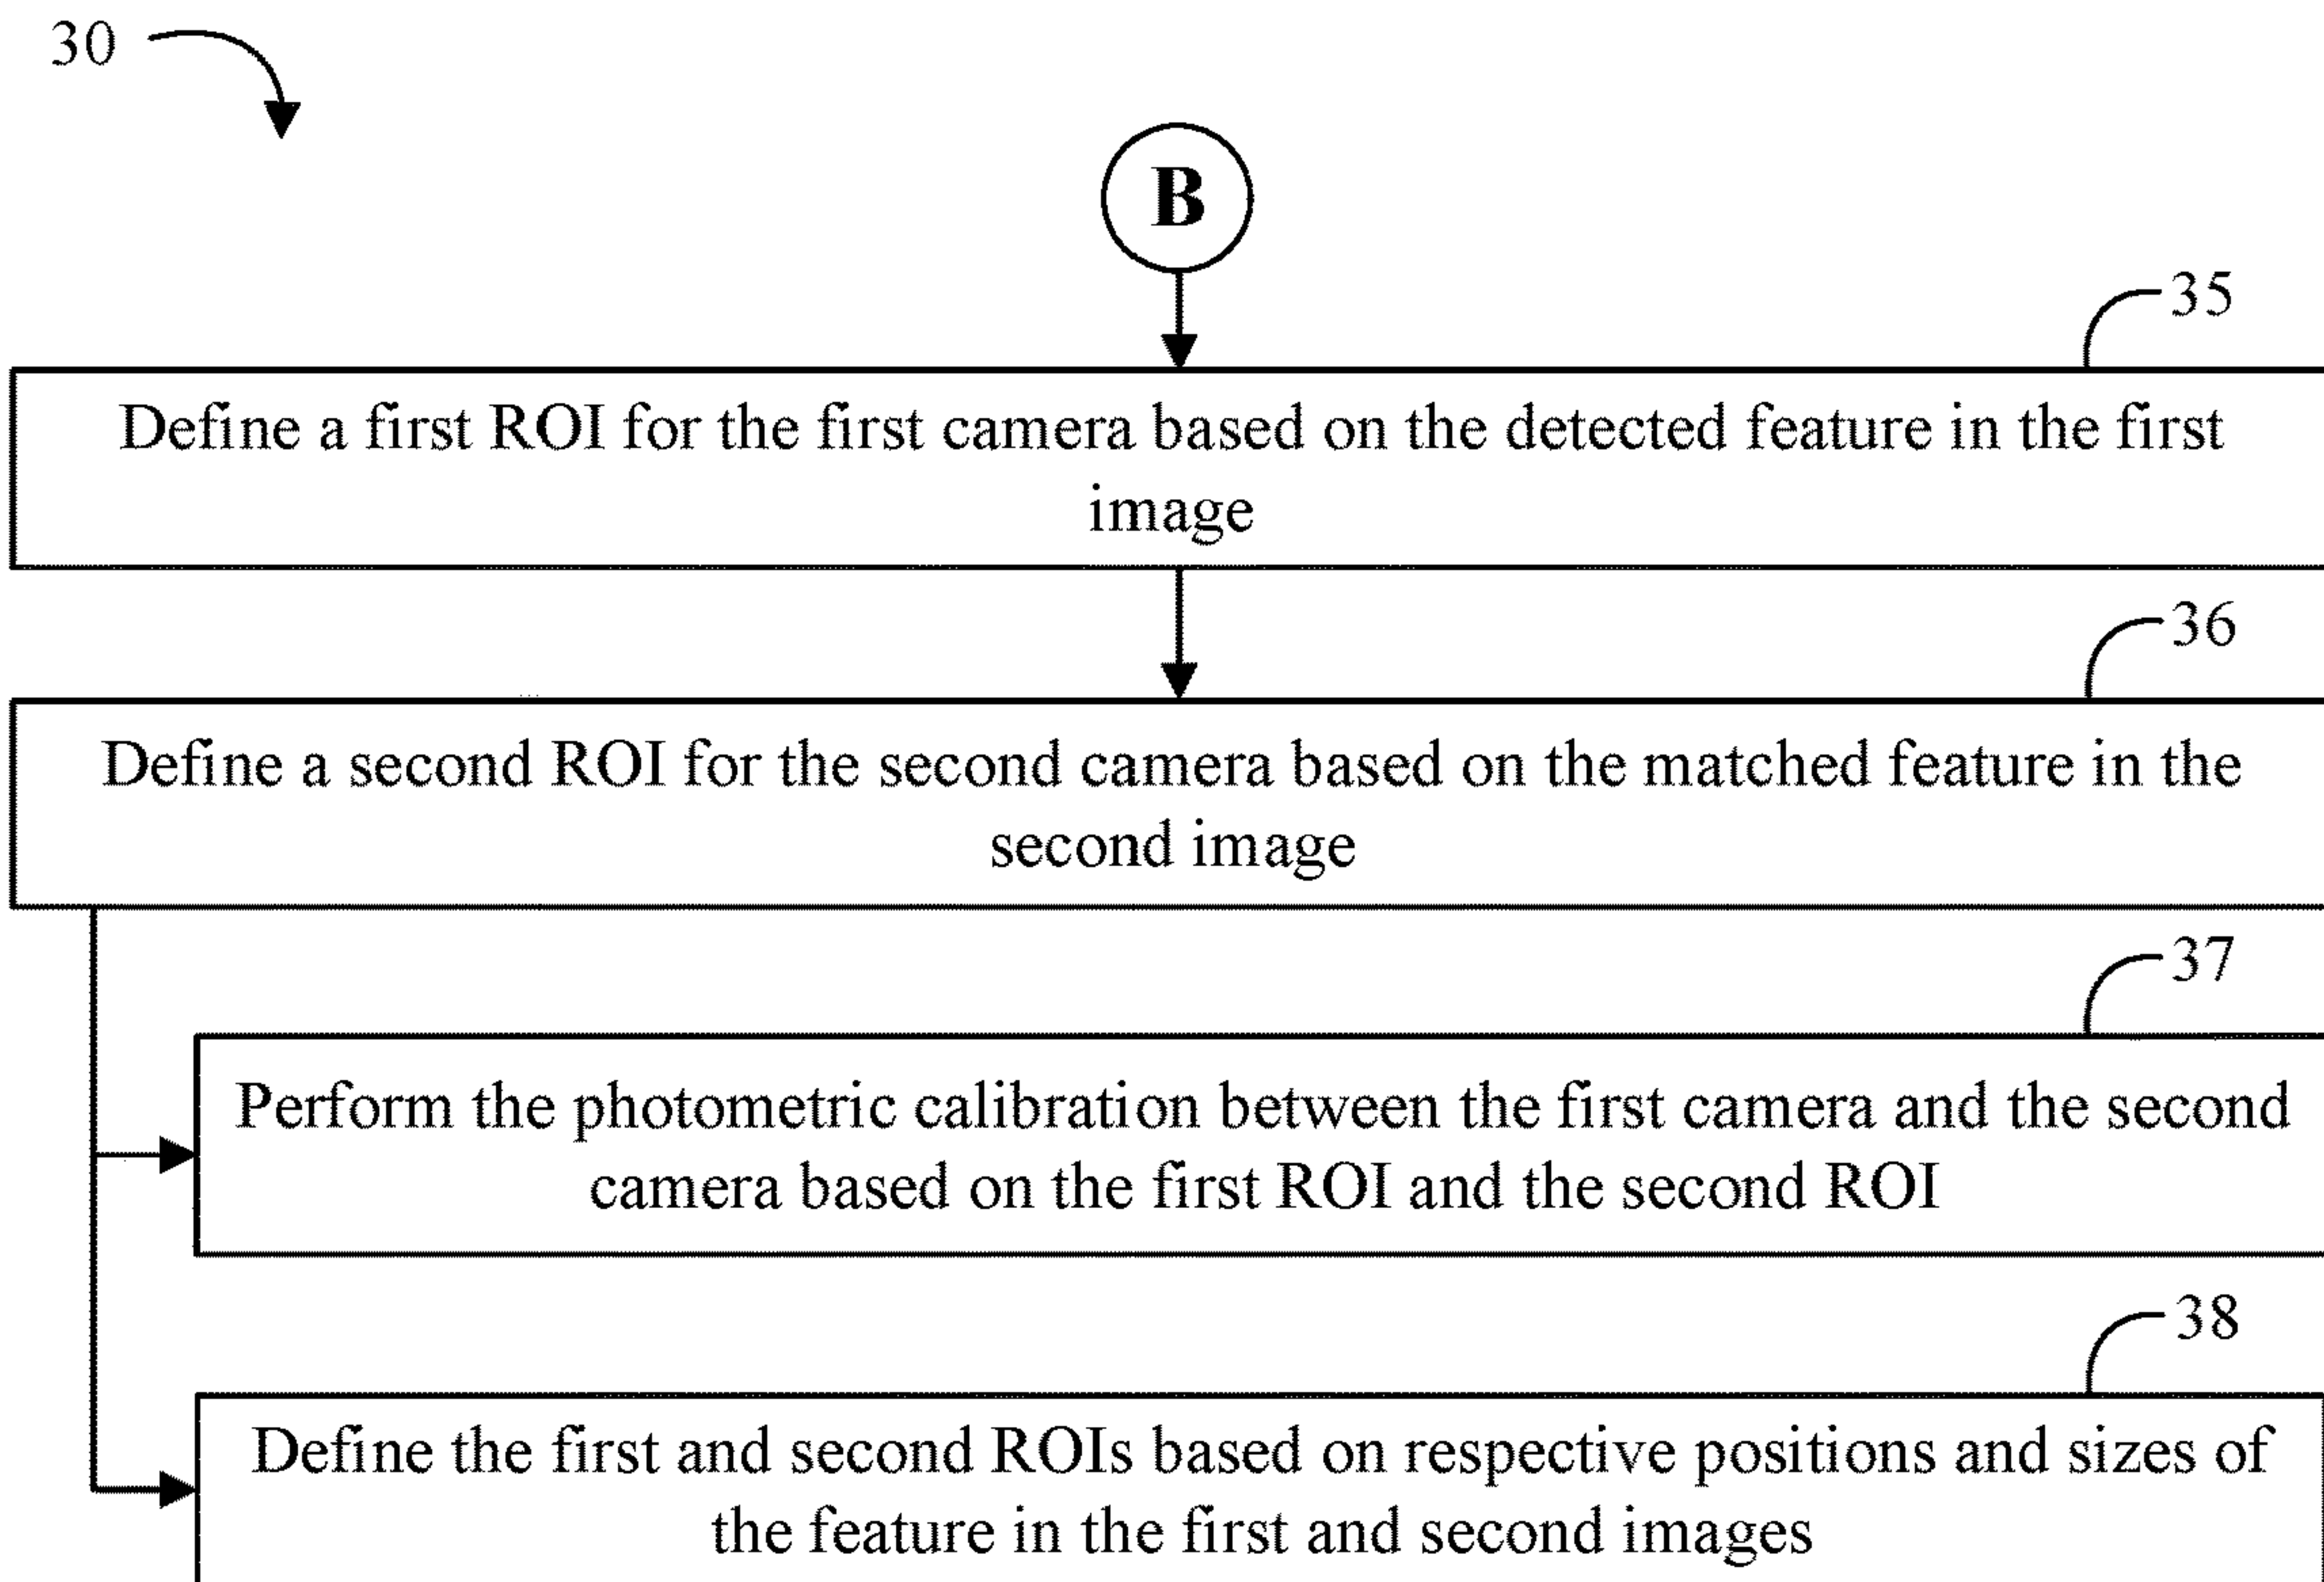 30
B
35
Define a first ROI for the first camera based on the detected feature in the first
image
36
Define a second ROI for the second camera based on the matched feature in the
second image
37
Perform the photometric calibration between the first camera and the second
camera based on the first ROI and the second ROI
38
Define the first and second ROIs based on respective positions and sizes of
the feature in the first and second images